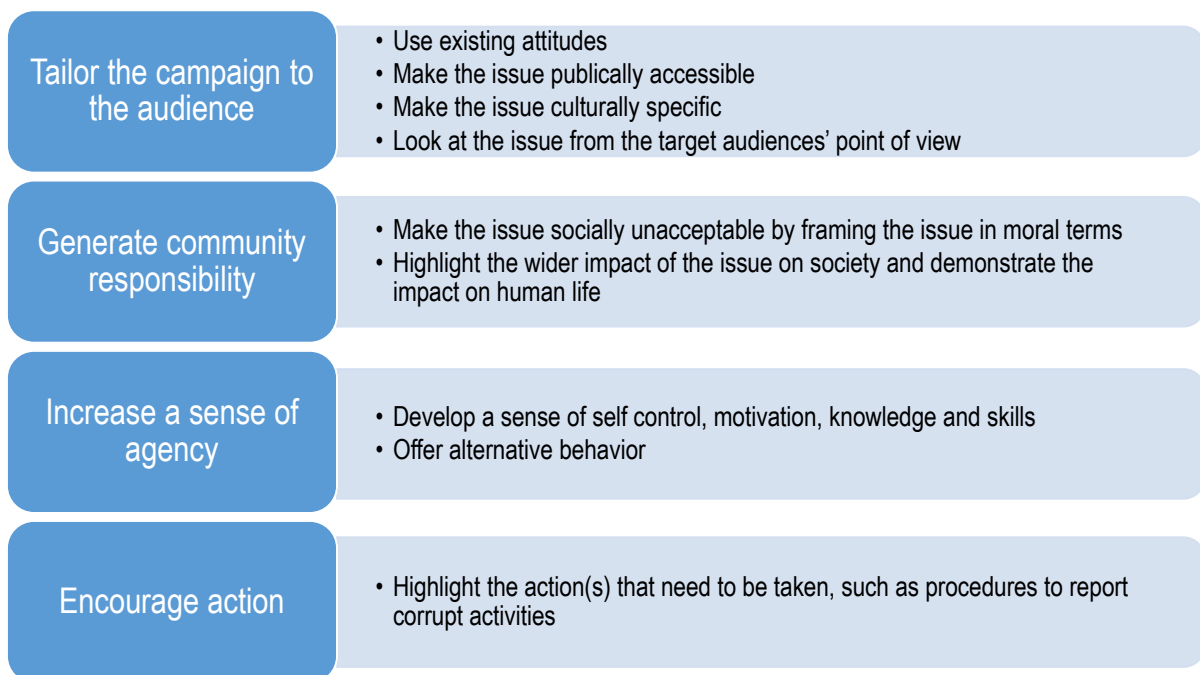 Tailor the campaign to
the audience
• Use existing attitudes
• Make the issue publically accessible
• Make the issue culturally specific
• Look at the issue from the target audiences’ point of view
Generate community
responsibility
• Make the issue socially unacceptable by framing the issue in moral terms
• Highlight the wider impact of the issue on society and demonstrate the
impact on human life
Increase a sense of
agency
• Develop a sense of self control, motivation, knowledge and skills
• Offer alternative behavior
Encourage action
• Highlight the action(s) that need to be taken, such as procedures to report
corrupt activities